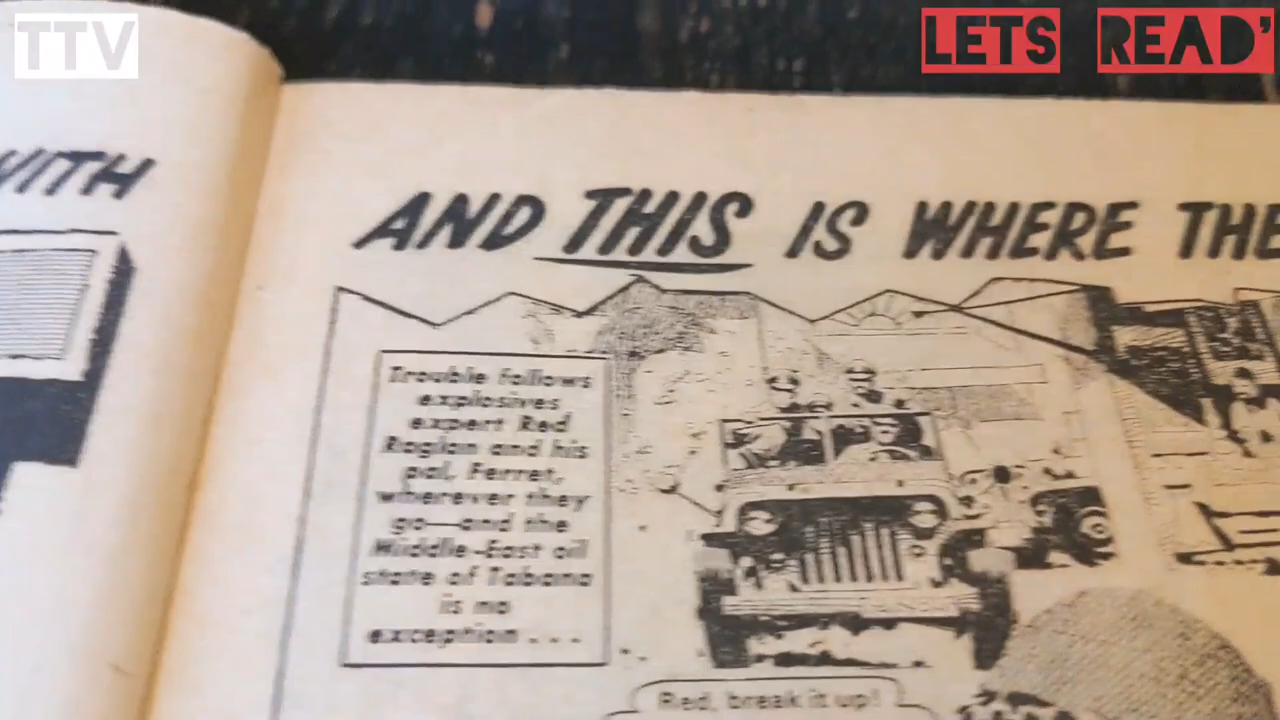 TTV
LETS READ'
WITH
AND THIS IS WHERE THE
Trouble follows
explosives
expert Red
Raglan and his
pal, Ferret,
wherever they
go—and the
Middle-East oil
state of Tabana
is no
exception . . .
Red, break it up!